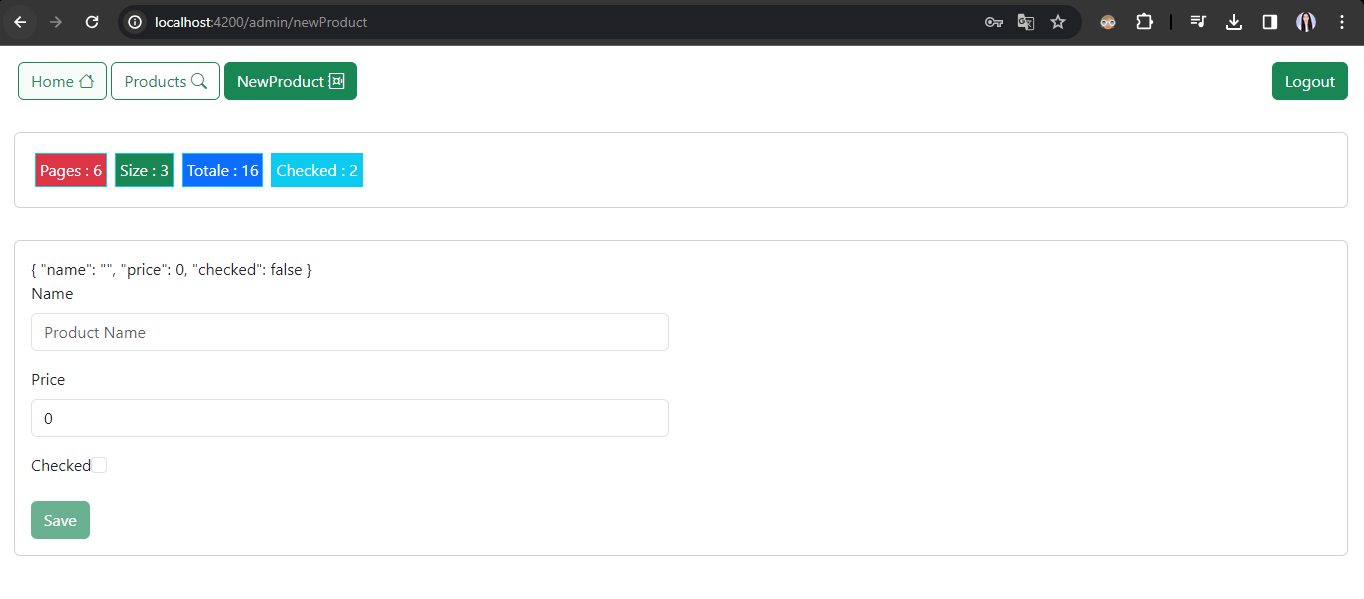 localhost:4200/admin/newProduct
Home Products NewProduct Logout
Pages : 6 Size : 3 Totale : 16 Checked : 2
{ "name": "", "price": 0, "checked": false }
Name
Product Name
Price
0
Checked
Save